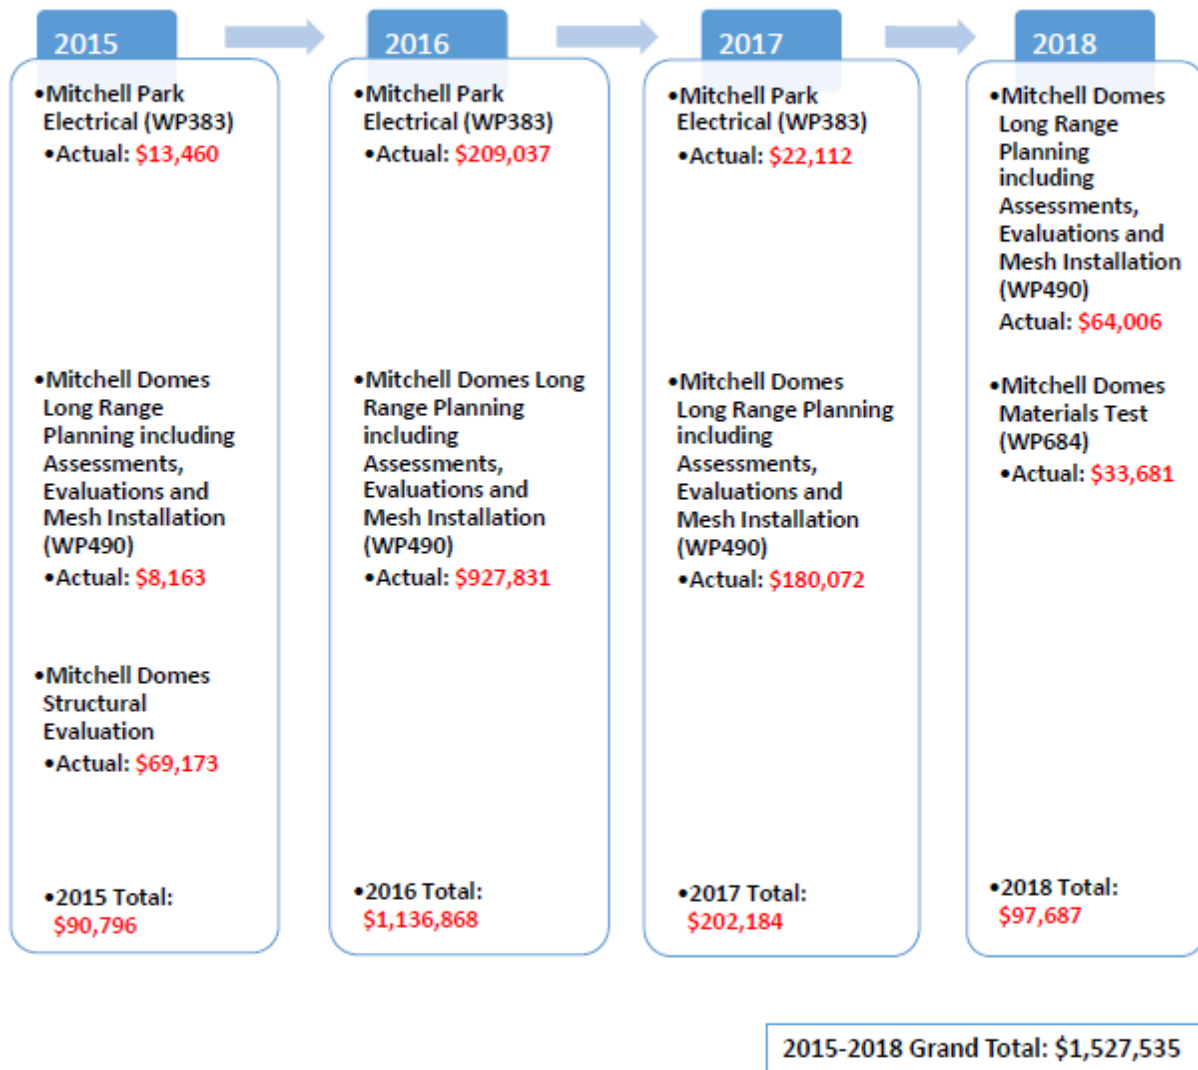 2015
•Mitchell Park
Electrical (WP383)
•Actual: $13,460
•Mitchell Domes
Long Range
Planning including
Assessments,
Evaluations and
Mesh Installation
(WP490)
•Actual: $8,163
•Mitchell Domes
Structural
Evaluation
•Actual: $69,173
•2015 Total:
$90,796
2016
•Mitchell Park
Electrical (WP383)
•Actual: $209,037
•Mitchell Domes Long
Range Planning
including
Assessments,
Evaluations and
Mesh Installation
(WP490)
•Actual: $927,831
•2016 Total:
$1,136,868
2017
•Mitchell Park
Electrical (WP383)
•Actual: $22,112
•Mitchell Domes
Long Range Planning
including
Assessments,
Evaluations and
Mesh Installation
(WP490)
•Actual: $180,072
•2017 Total:
$202,184
2018
•Mitchell Domes
Long Range
Planning
including
Assessments,
Evaluations and
Mesh Installation
(WP490)
Actual: $64,006
•Mitchell Domes
Materials Test
(WP684)
•Actual: $33,681
•2018 Total:
$97,687
2015-2018 Grand Total: $1,527,535